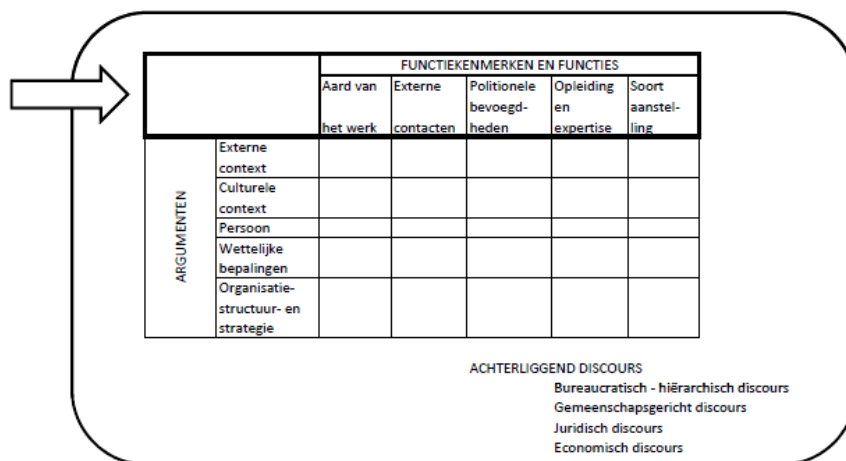 FUNCTIEKENMERKEN EN FUNCTIES
Aard van
het werk
Externe
contacten
Politionele
bevoegd-
heden
Opleiding
en
expertise
Soort
aanstel-
ling
ARGUMENTEN
Externe
context
Culturele
context
Persoon
Wettelijke
bepalingen
Organisatie-
structuur- en
strategie
ACHTERLIGGEND DISCOURS
Bureaucratisch - hiërarchisch discours
Gemeenschapsgericht discours
Juridisch discours
Economisch discours